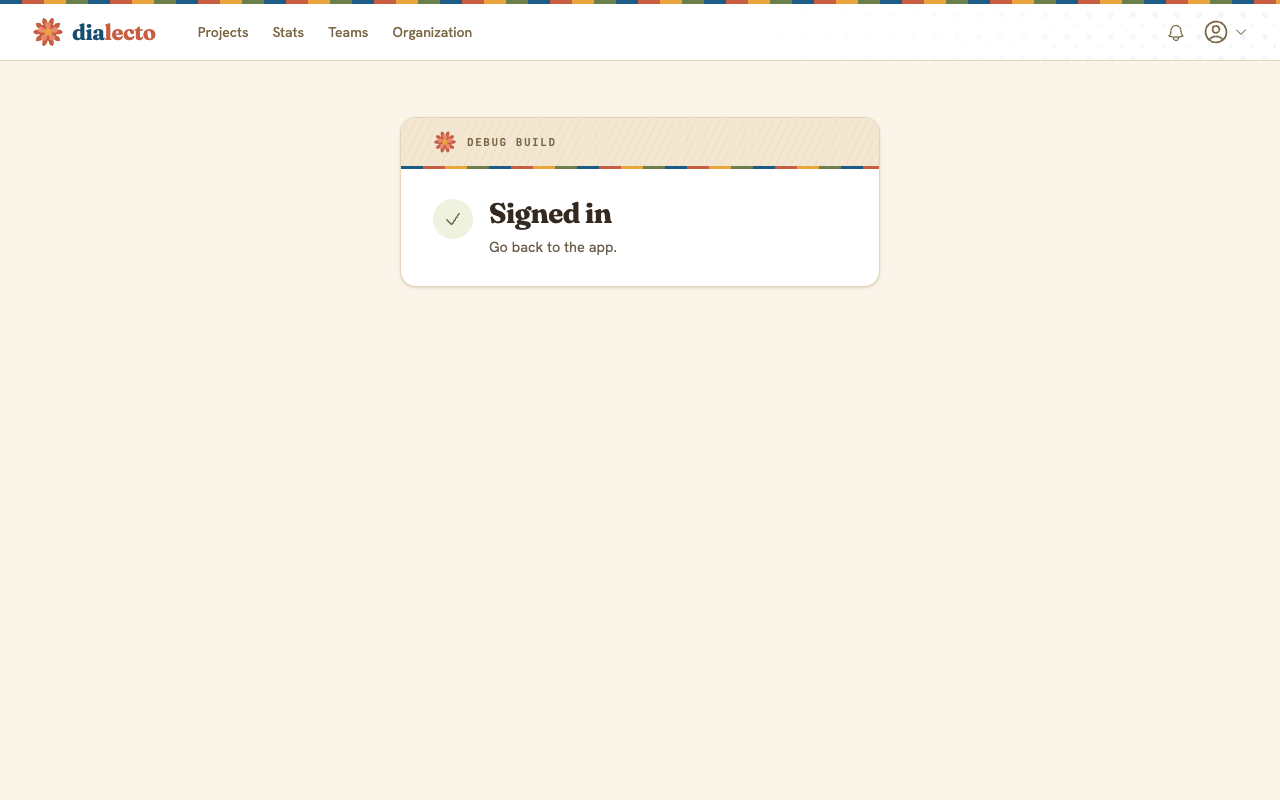 dialecto
Projects Stats Teams Organization
DEBUG BUILD
Signed in
Go back to the app.